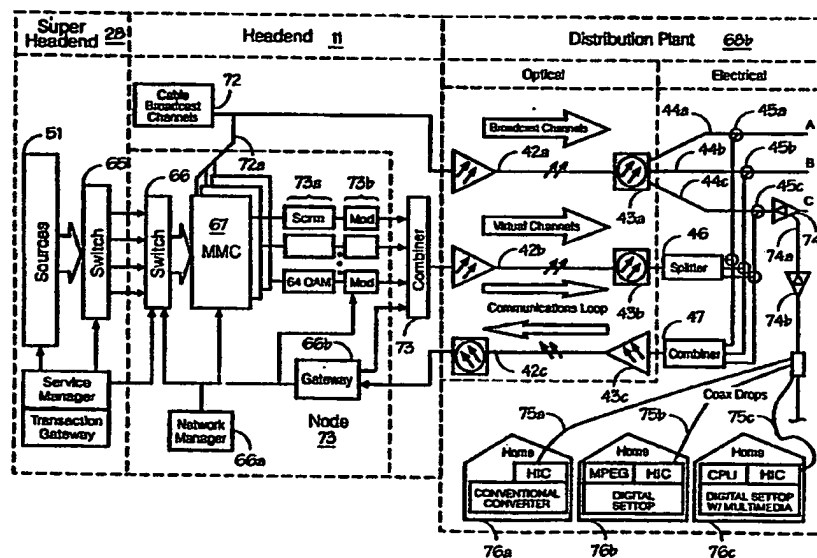 Super Headend 28
Headend 11
Distribution Plant 68b
Optical
Electrical
72
Cable Broadcast Channels
72a
51
Sources
65
Switch
66
Switch
67
MMC
73a
73b
Scrm
Mod
64 QAM
Mod
Combiner
73
Service Manager
Transaction Gateway
66b
Gateway
Network Manager
66a
Node
73
Broadcast Channels
42a
43a
44a
44b
44c
45a
45b
45c
A
B
C
74
74a
74b
Virtual Channels
42b
43b
46
Splitter
Communications Loop
42c
43c
47
Combiner
Coax Drops
75a
75b
75c
Home
HIC
CONVENTIONAL CONVERTER
76a
Home
MPEG
HIC
DIGITAL SETTOP
76b
Home
CPU
HIC
DIGITAL SETTOP W/ MULTIMEDIA
76c